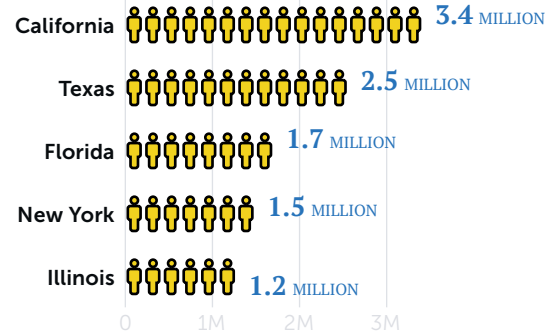 California 3.4 MILLION
Texas 2.5 MILLION
Florida 1.7 MILLION
New York 1.5 MILLION
Illinois 1.2 MILLION
0 1M 2M 3M